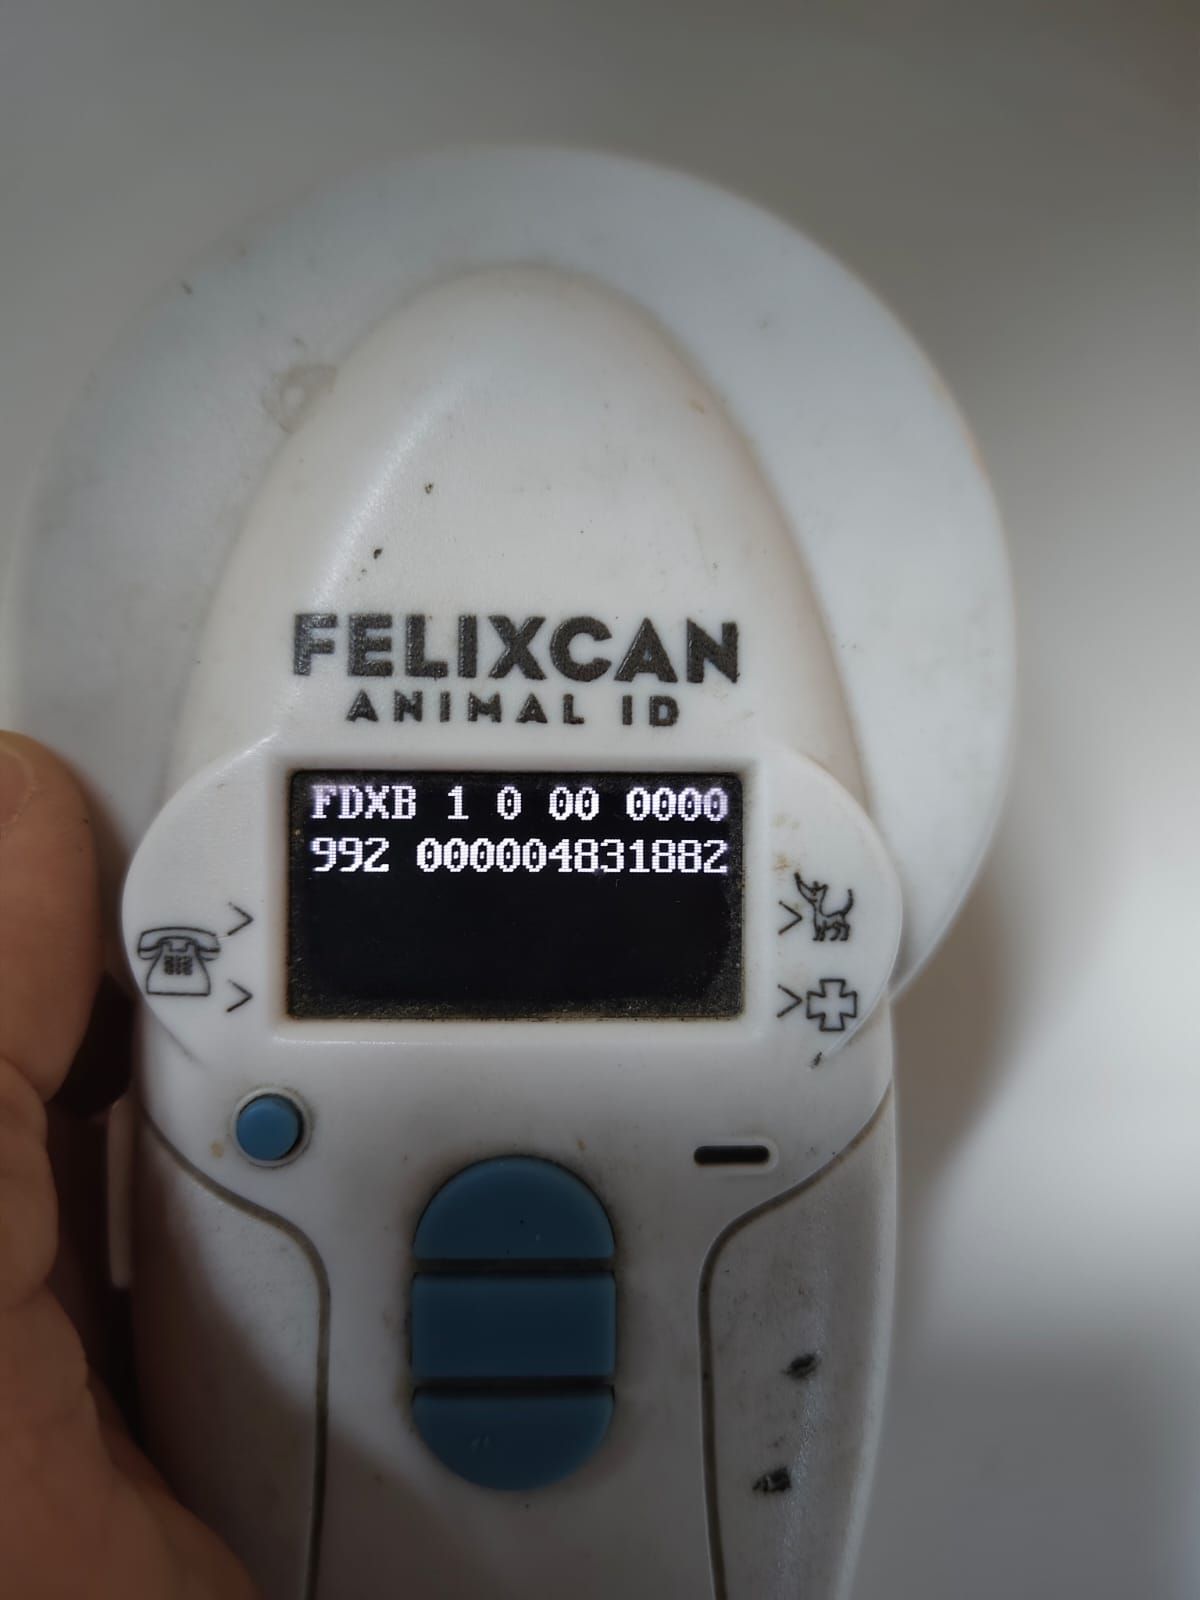 FELIXCAN
ANIMAL ID
FDXB 1 0 00 0000
992 000004831882